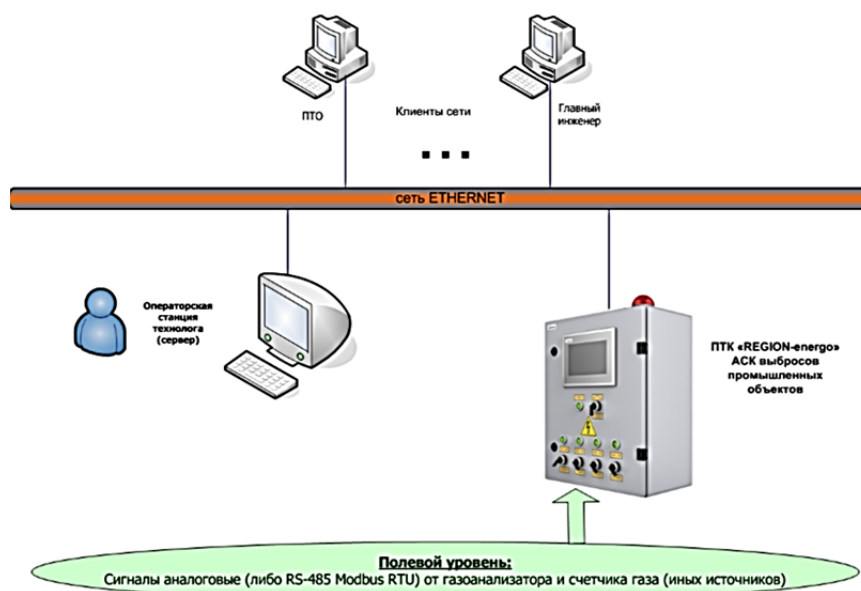 ПТО
Клиенты сети
Главный
инженер
сеть ETHERNET
Операторская
станция
технолога
(сервер)
ПТК «REGION-energo»
АСК выбросов
промышленных
объектов
Полевой уровень:
Сигналы аналоговые (либо RS-485 Modbus RTU) от газоанализатора и счетчика газа (иных источников)